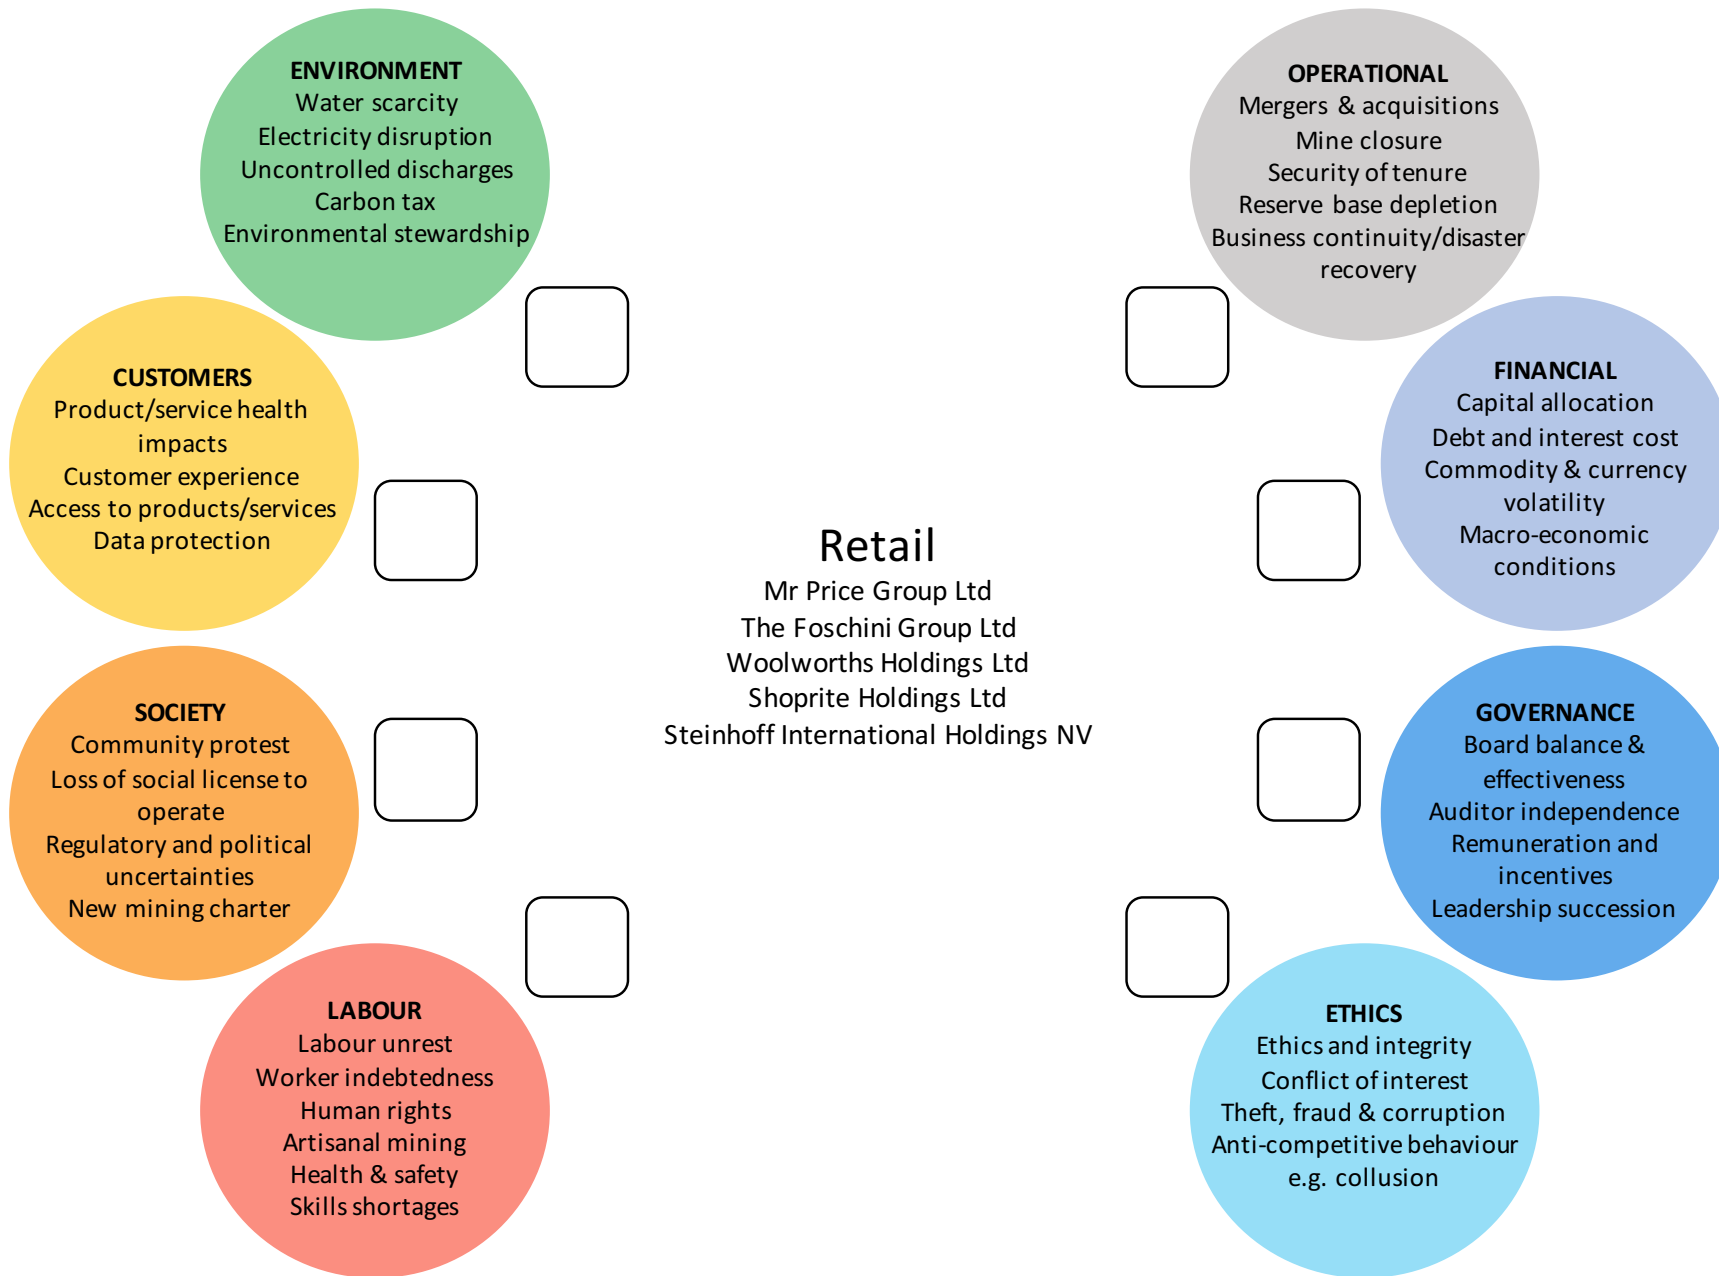 ENVIRONMENT
Water scarcity
Electricity disruption
Uncontrolled discharges
Carbon tax
Environmental stewardship
CUSTOMERS
Product/service health
impacts
Customer experience
Access to products/services
Data protection
SOCIETY
Community protest
Loss of social license to
operate
Regulatory and political
uncertainties
New mining charter
LABOUR
Labour unrest
Worker indebtedness
Human rights
Artisanal mining
Health & safety
Skills shortages
Retail
Mr Price Group Ltd
The Foschini Group Ltd
Woolworths Holdings Ltd
Shoprite Holdings Ltd
Steinhoff International Holdings NV
OPERATIONAL
Mergers & acquisitions
Mine closure
Security of tenure
Reserve base depletion
Business continuity/disaster
recovery
FINANCIAL
Capital allocation
Debt and interest cost
Commodity & currency
volatility
Macro-economic
conditions
GOVERNANCE
Board balance &
effectiveness
Auditor independence
Remuneration and
incentives
Leadership succession
ETHICS
Ethics and integrity
Conflict of interest
Theft, fraud & corruption
Anti-competitive behaviour
e.g. collusion